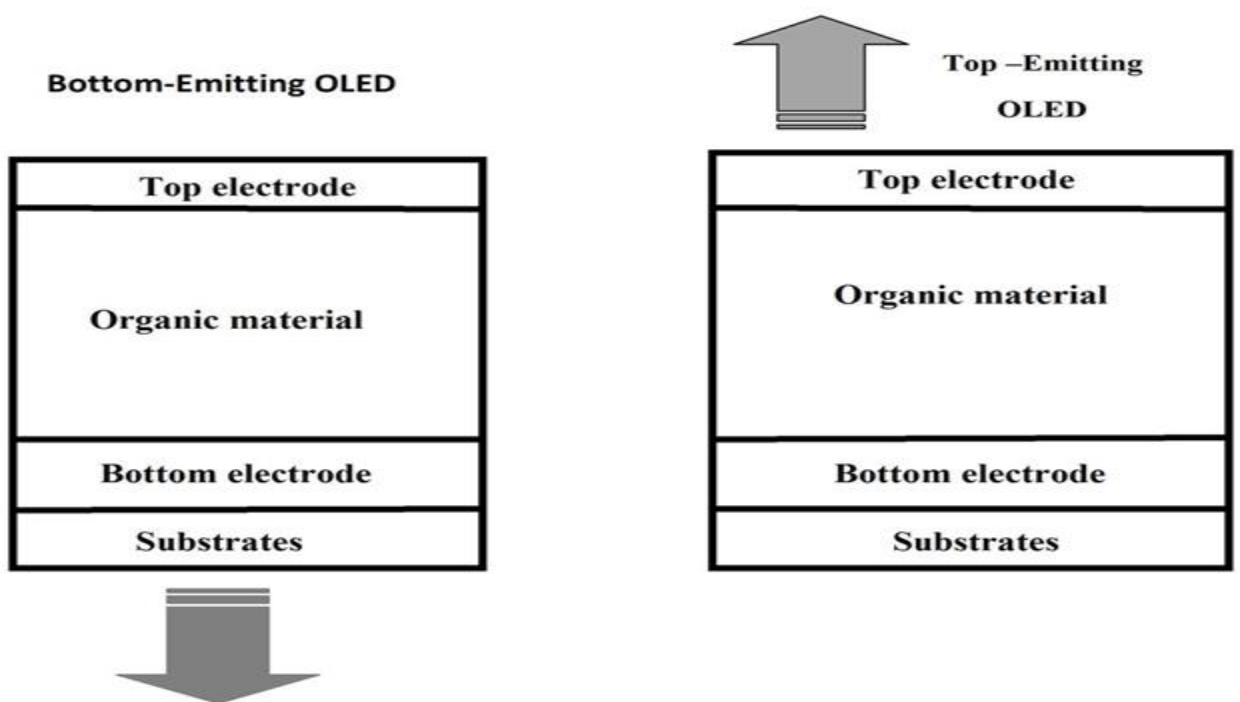 Bottom-Emitting OLED
Top electrode
Organic material
Bottom electrode
Substrates
Top –Emitting
OLED
Top electrode
Organic material
Bottom electrode
Substrates